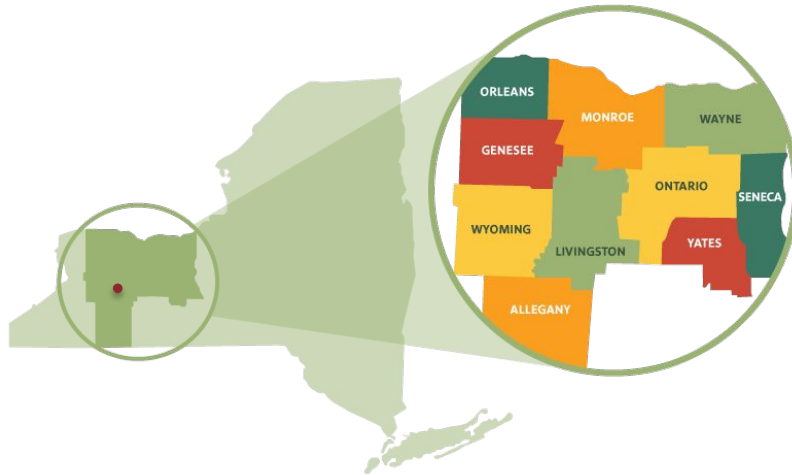 ORLEANS
MONROE
WAYNE
GENESEE
ONTARIO
SENECA
WYOMING
LIVINGSTON
YATES
ALLEGANY